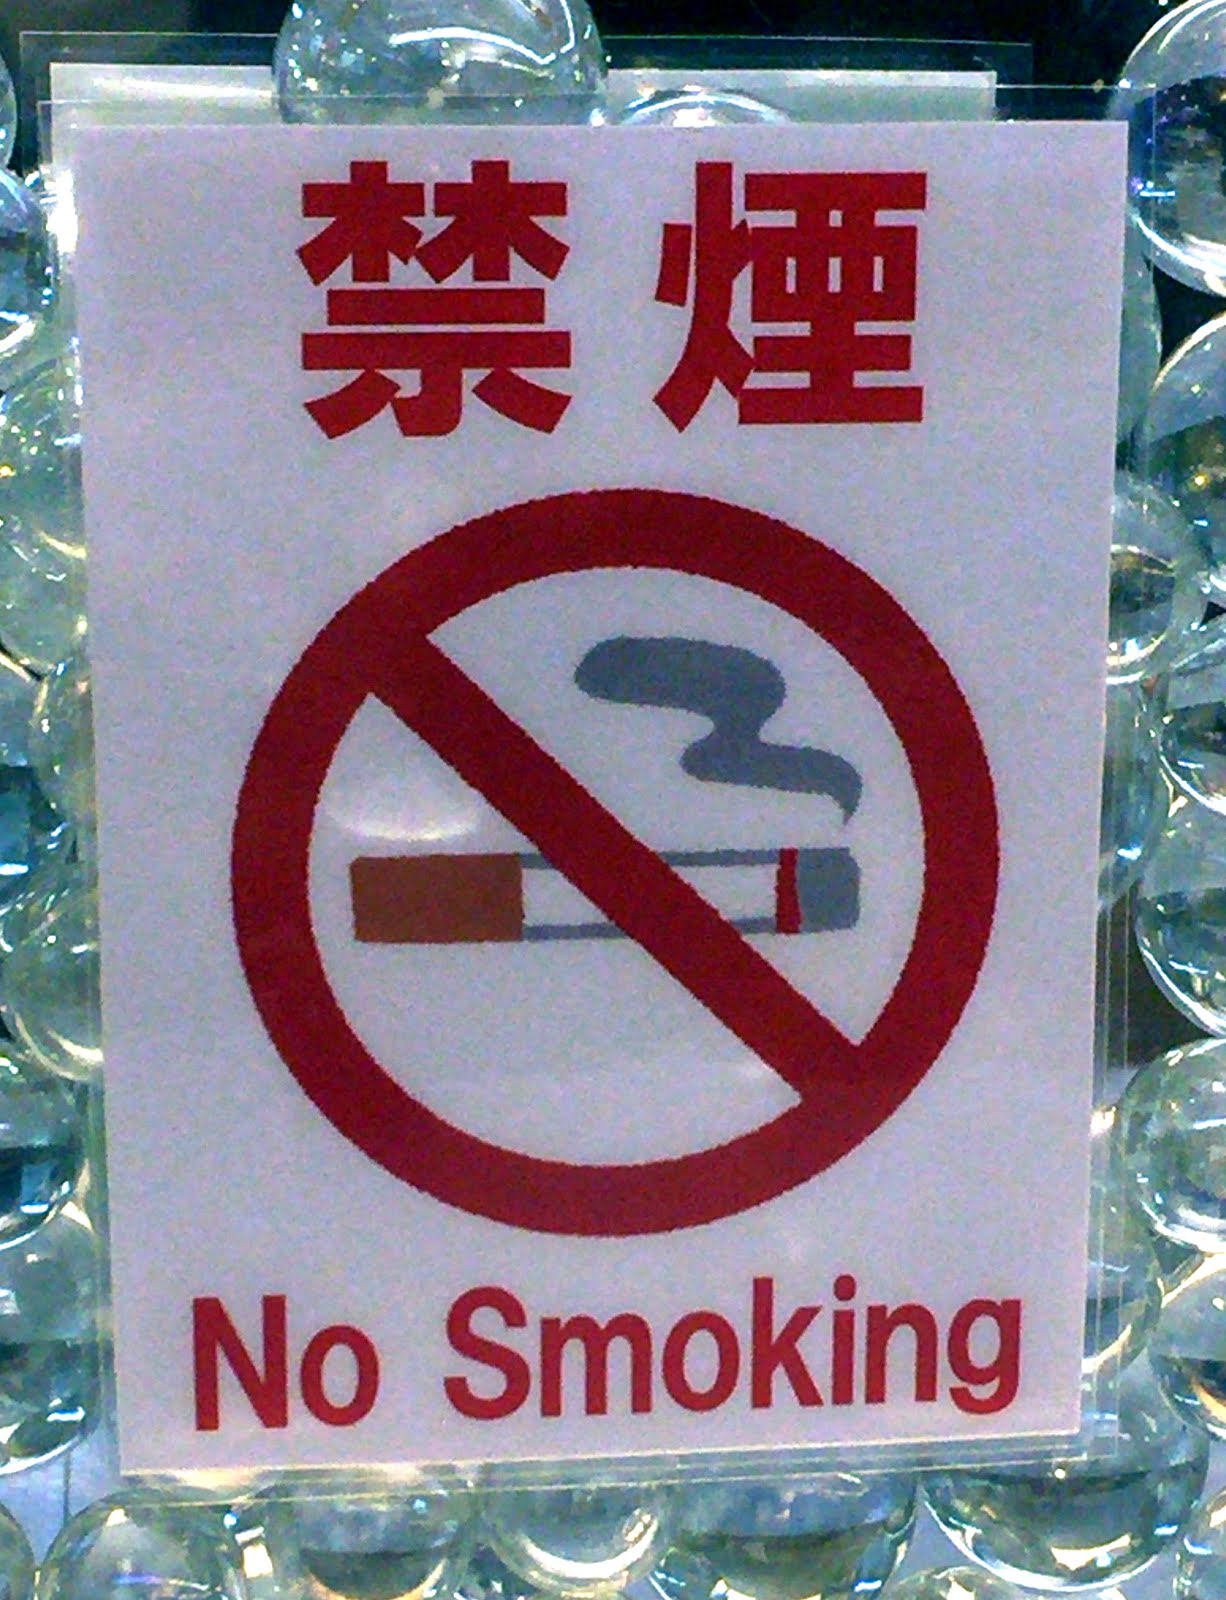 禁煙
No Smoking